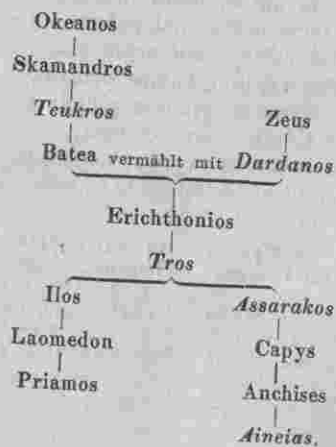 Okeanos
Skamandros
Teukros Zeus
Batea vermählt mit Dardanos
Erichthonios
Tros
Ilos Assarakos
Laomedon Capys
Priamos Anchises
Aineias.